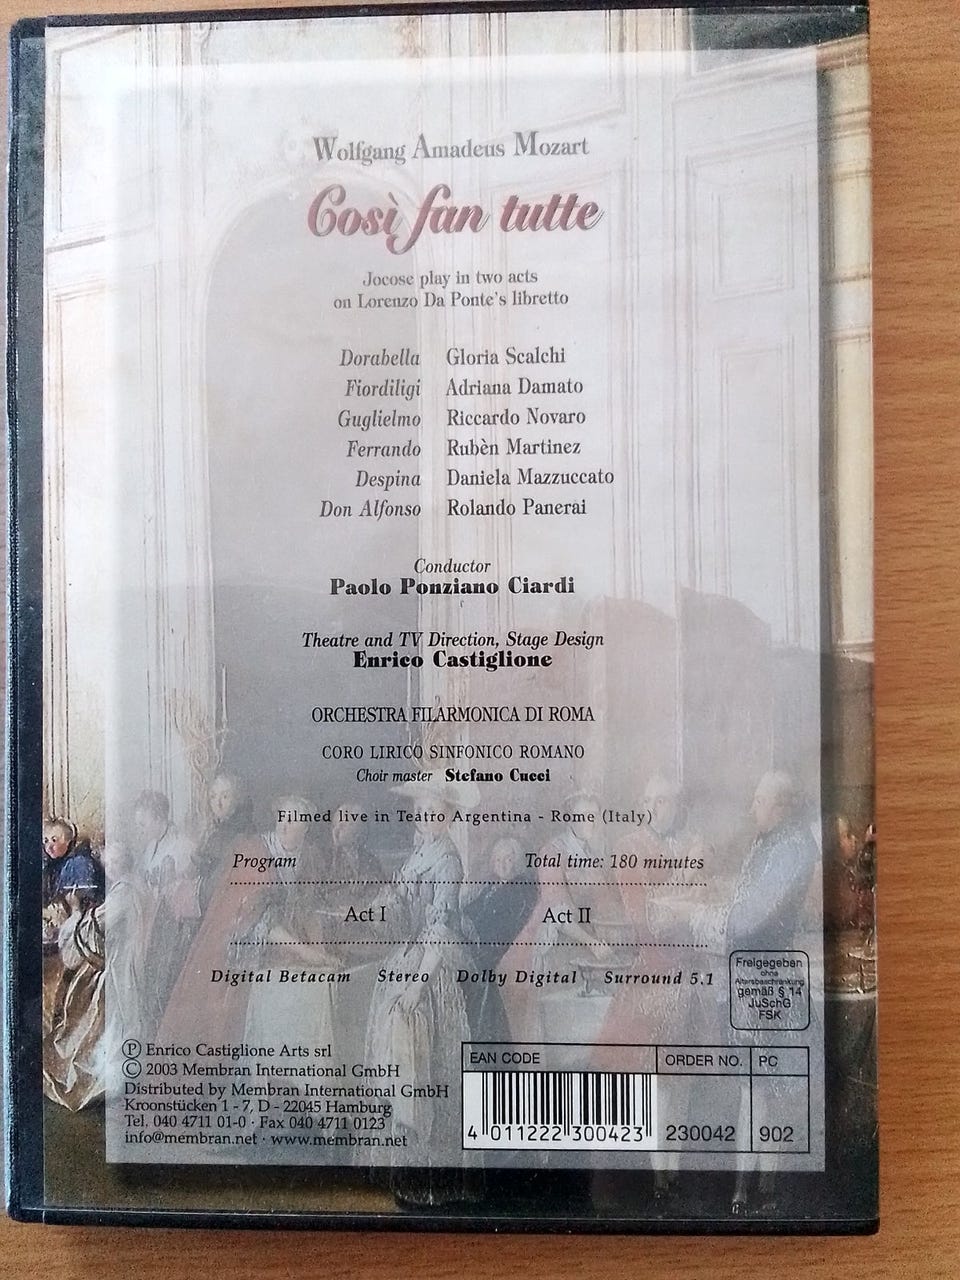 Wolfgang Amadeus Mozart
Così fan tutte
Jocose play in two acts
on Lorenzo Da Ponte's libretto
Dorabella Gloria Scalchi
Fiordiligi Adriana Damato
Guglielmo Riccardo Novaro
Ferrando Rubèn Martinez
Despina Daniela Mazzuccato
Don Alfonso Rolando Panerai
Conductor
Paolo Ponziano Ciardi
Theatre and TV Direction, Stage Design
Enrico Castiglione
ORCHESTRA FILARMONICA DI ROMA
CORO LIRICO SINFONICO ROMANO
Choir master Stefano Cucci
Filmed live in Teatro Argentina - Rome (Italy)
Program Total time: 180 minutes
Act I Act II
Digital Betacam Stereo Dolby Digital Surround 5.1
Freigegeben
ohne
Altersbeschränkung
gemäß § 14
JuSchG
FSK
Ⓟ Enrico Castiglione Arts srl
© 2003 Membran International GmbH
Distributed by Membran International GmbH
Kroonstücken 1 - 7, D - 22045 Hamburg
Tel. 040 4711 01-0 · Fax 040 4711 0123
info@membran.net · www.membran.net
EAN CODE ORDER NO. PC
4 011222 300423 230042 902